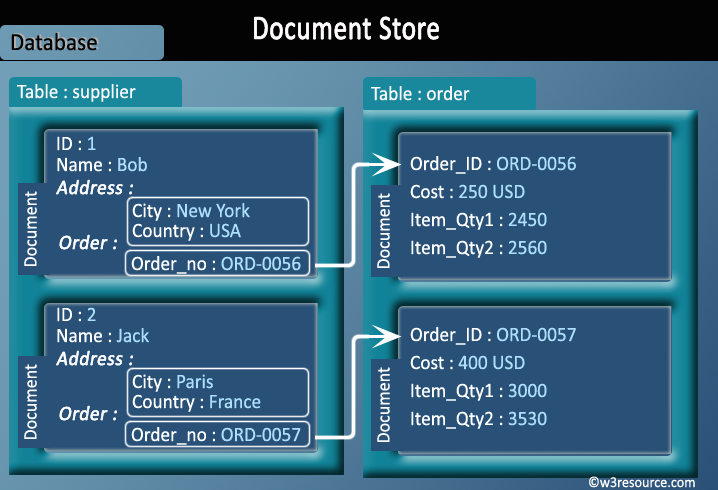 Document Store
Database
Table : supplier
ID : 1
Name : Bob
Address :
City : New York
Country : USA
Order :
Order_no : ORD-0056
Document
ID : 2
Name : Jack
Address :
City : Paris
Country : France
Order :
Order_no : ORD-0057
Document
Table : order
Order_ID : ORD-0056
Cost : 250 USD
Item_Qty1 : 2450
Item_Qty2 : 2560
Document
Order_ID : ORD-0057
Cost : 400 USD
Item_Qty1 : 3000
Item_Qty2 : 3530
Document
©w3resource.com